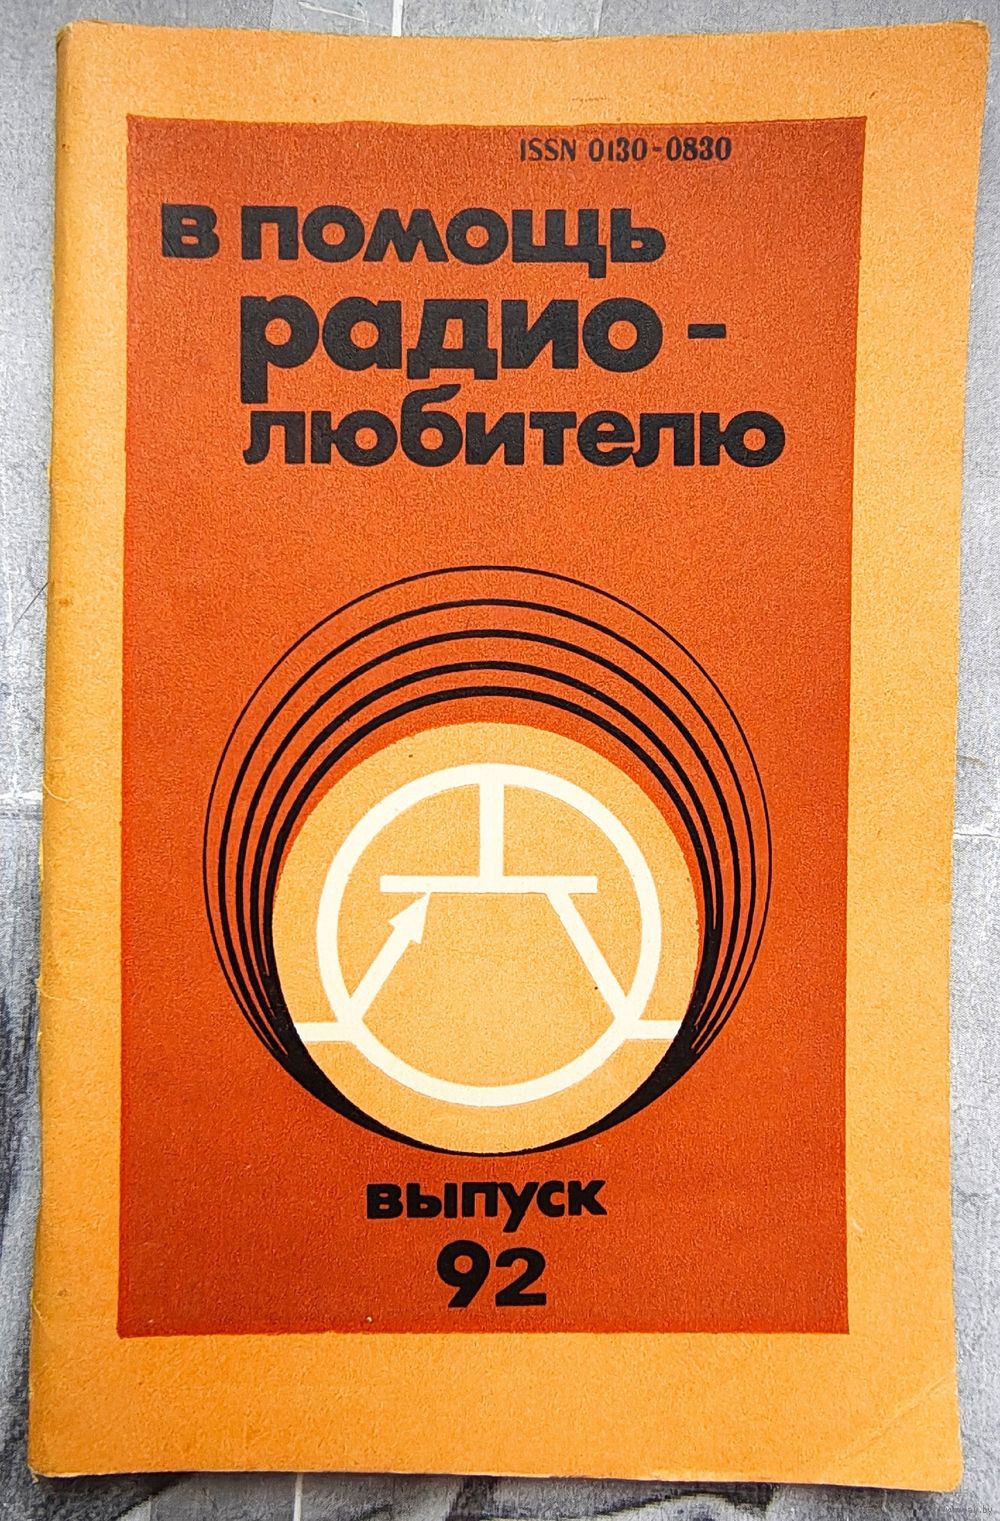 ISSN 0130-0830
в помощь
радио-
любителю
выпуск
92